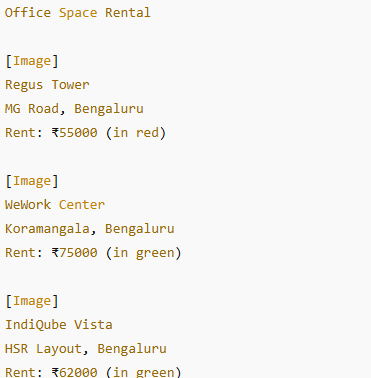 Office Space Rental
[Image]
Regus Tower
MG Road, Bengaluru
Rent: ₹55000 (in red)
[Image]
WeWork Center
Koramangala, Bengaluru
Rent: ₹75000 (in green)
[Image]
IndiQube Vista
HSR Layout, Bengaluru
Rent: ₹62000 (in green)